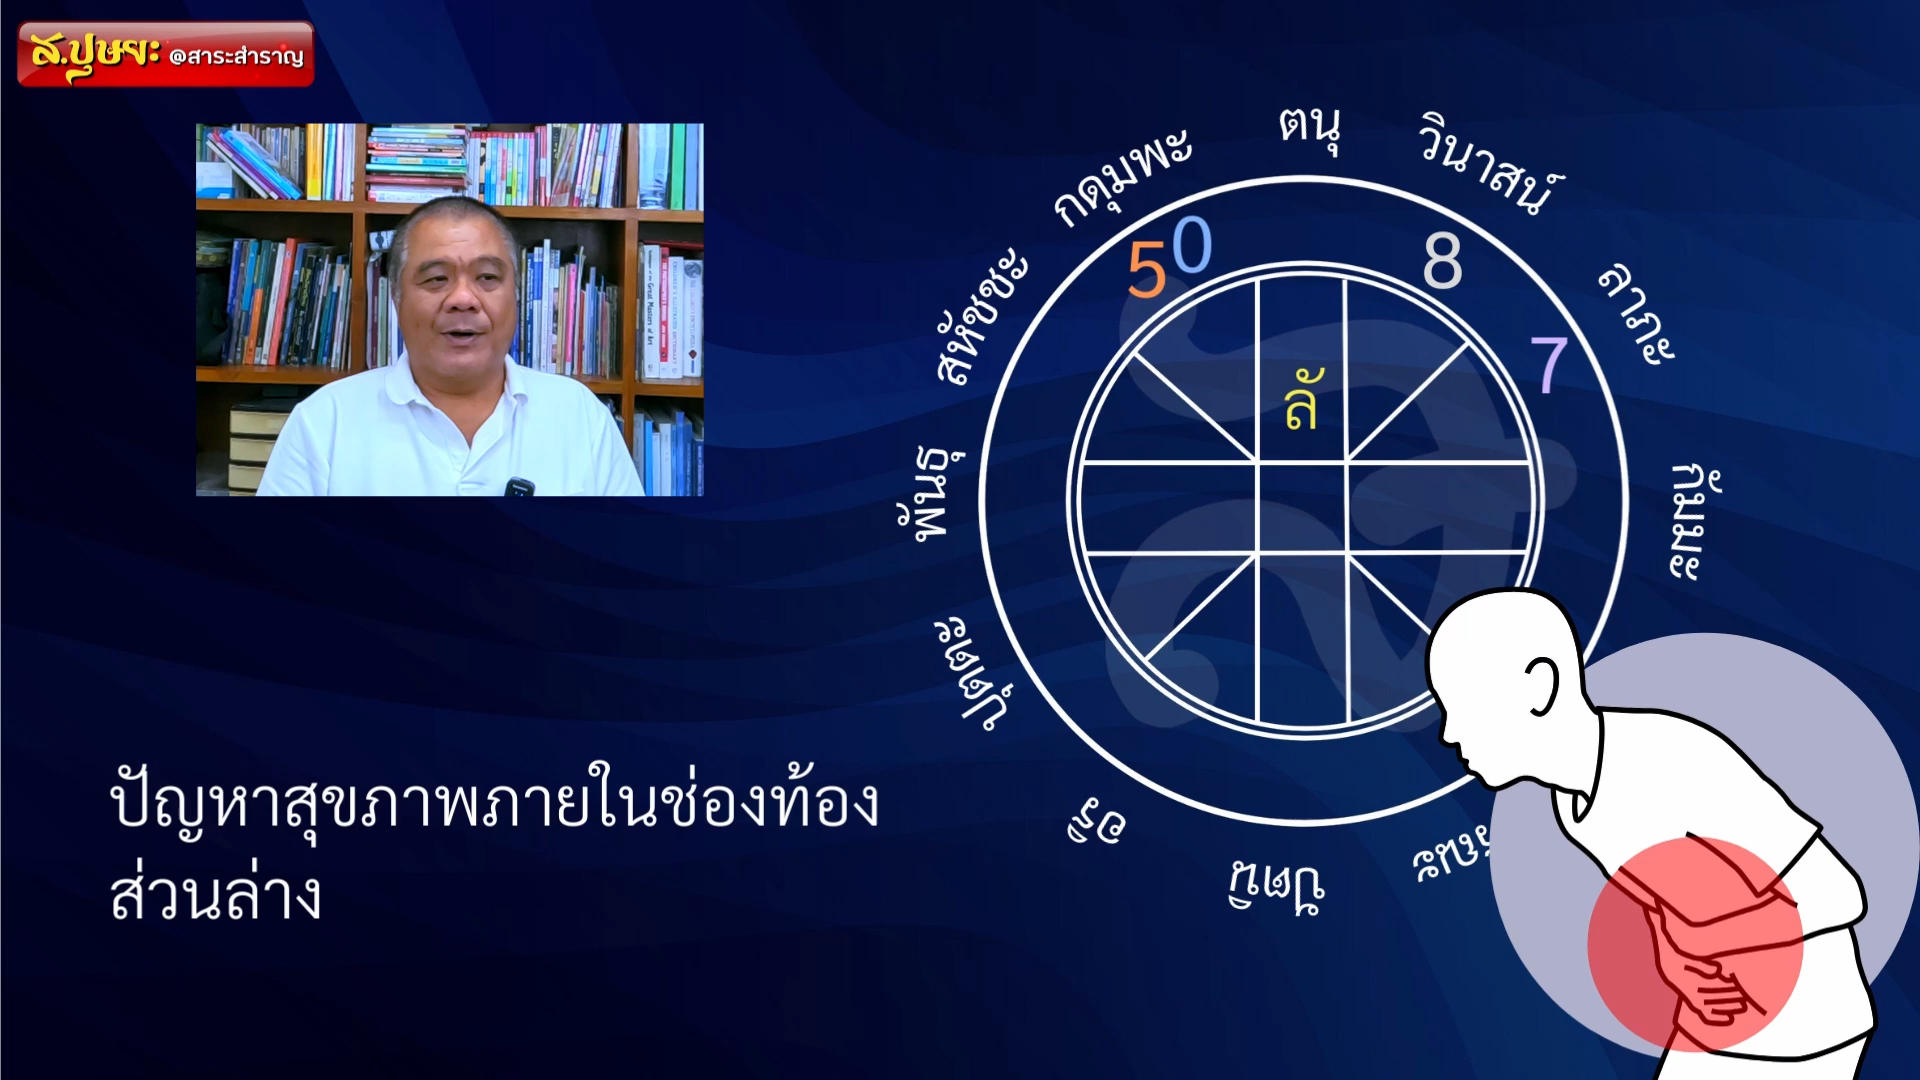 ส.ปุษยะ @สาระสำราญ
ตนุ
วินาสน์
ลาภะ
กัมมะ
ปัตนิ
อริ
ปุตตะ
พันธุ
สหัชชะ
กดุมพะ
5 0
8
7
ลั
ปัญหาสุขภาพภายในช่องท้อง
ส่วนล่าง